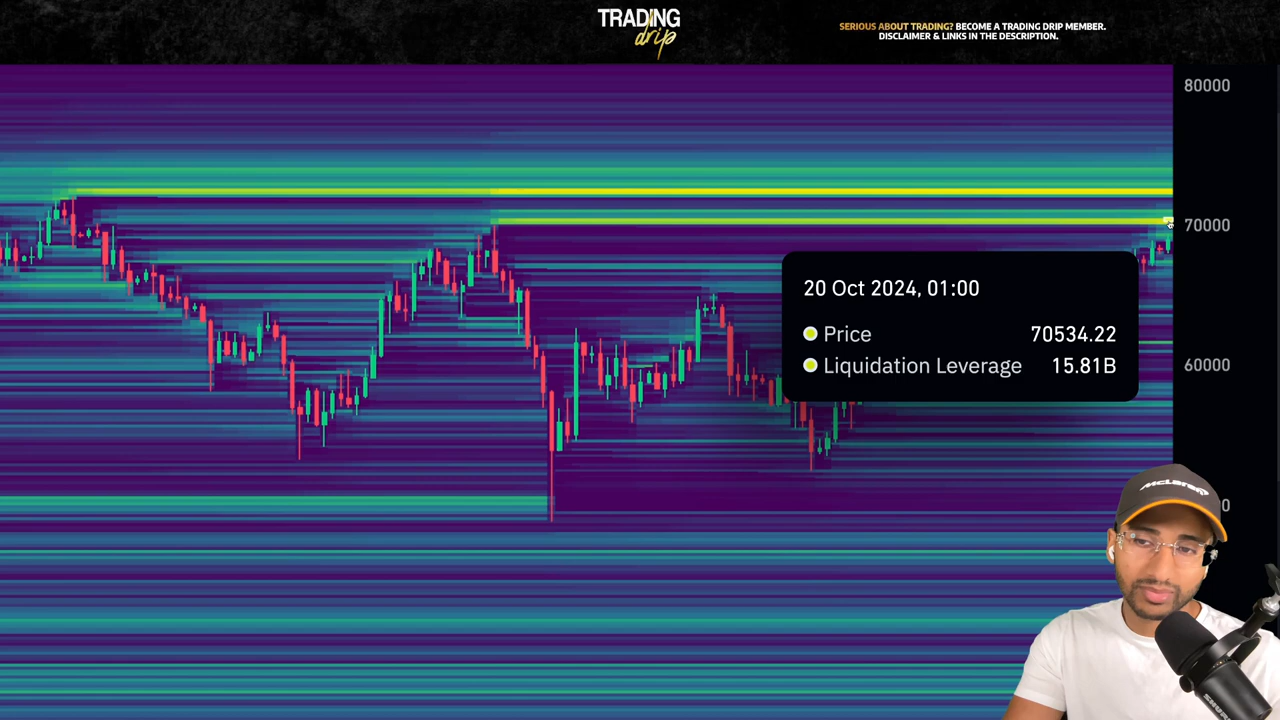 TRADING
drip
SERIOUS ABOUT TRADING? BECOME A TRADING DRIP MEMBER.
DISCLAIMER & LINKS IN THE DESCRIPTION.
80000
70000
20 Oct 2024, 01:00
Price 70534.22
Liquidation Leverage 15.81B
60000
McLaren